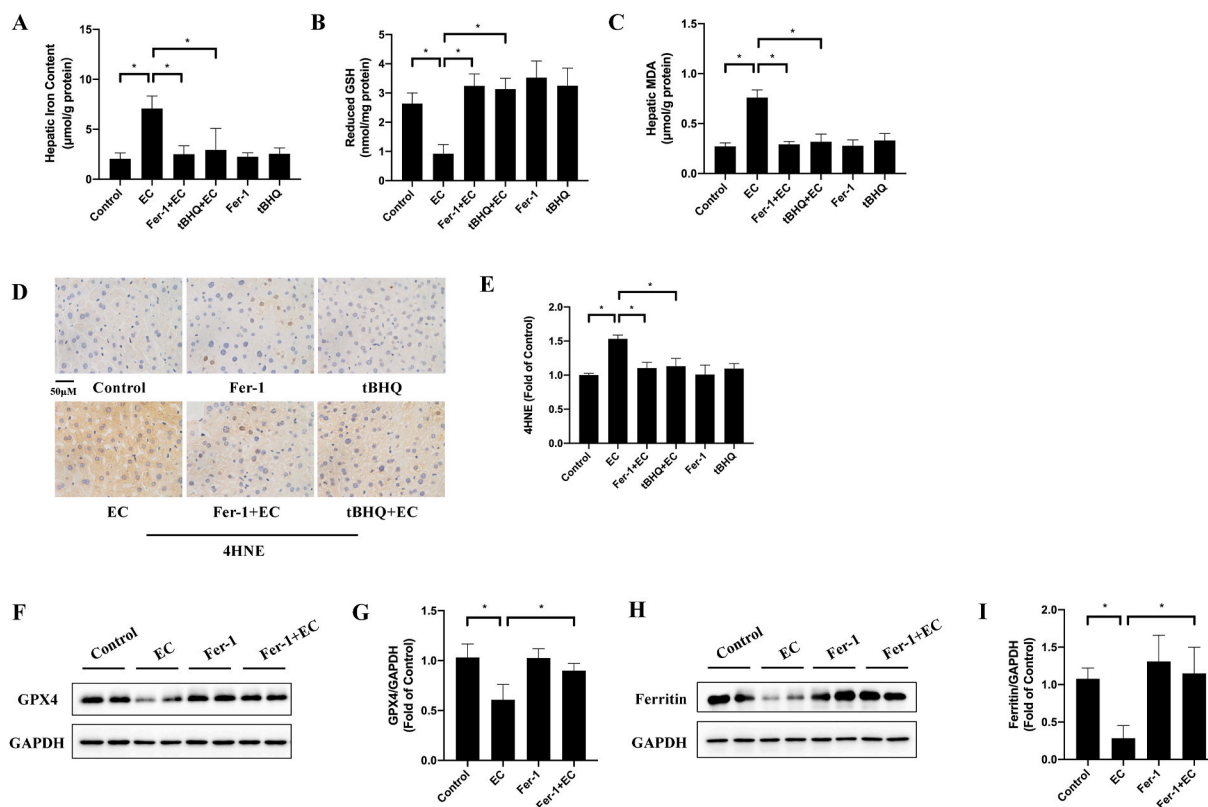 A
Hepatic Iron Content
(μmol/g protein)
15
10
5
0
* * *
Control
EC
Fer-1+EC
tBHQ+EC
Fer-1
tBHQ
B
Reduced GSH
(nmol/mg protein)
5
4
3
2
1
0
* * *
Control
EC
Fer-1+EC
tBHQ+EC
Fer-1
tBHQ
C
Hepatic MDA
(μmol/g protein)
1.5
1.0
0.5
0.0
* * *
Control
EC
Fer-1+EC
tBHQ+EC
Fer-1
tBHQ
D
50μM
Control
Fer-1
tBHQ
EC
Fer-1+EC
tBHQ+EC
4HNE
E
4HNE (Fold of Control)
2.0
1.5
1.0
0.5
0.0
* * *
Control
EC
Fer-1+EC
tBHQ+EC
Fer-1
tBHQ
F
Control
EC
Fer-1
Fer-1+EC
GPX4
GAPDH
G
GPX4/GAPDH
(Fold of Control)
1.5
1.0
0.5
0.0
* *
Control
EC
Fer-1
Fer-1+EC
H
Control
EC
Fer-1
Fer-1+EC
Ferritin
GAPDH
I
Ferritin/GAPDH
(Fold of Control)
2.0
1.5
1.0
0.5
0.0
* *
Control
EC
Fer-1
Fer-1+EC